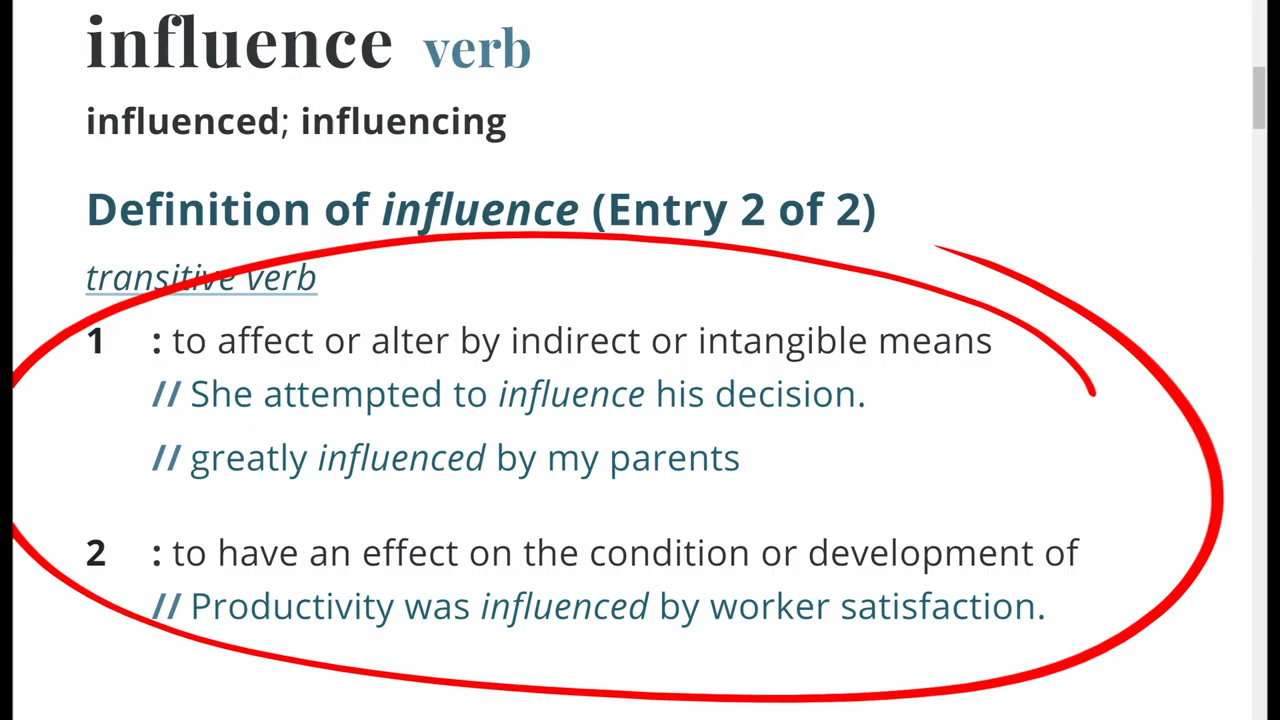 influence verb
influenced; influencing
Definition of influence (Entry 2 of 2)
transitive verb
1 : to affect or alter by indirect or intangible means
// She attempted to influence his decision.
// greatly influenced by my parents
2 : to have an effect on the condition or development of
// Productivity was influenced by worker satisfaction.